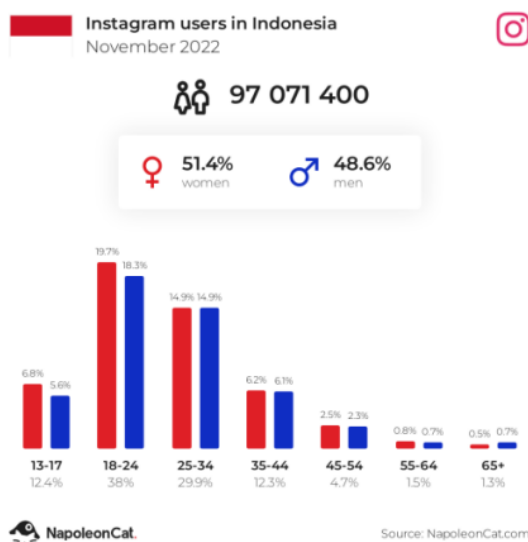 Instagram users in Indonesia
November 2022
97 071 400
51.4%
women
48.6%
men
19.7%
18.3%
14.9% 14.9%
6.8%
5.6%
6.2% 6.1%
2.5% 2.3%
0.8% 0.7%
0.5% 0.7%
13-17 18-24 25-34 35-44 45-54 55-64 65+
12.4% 38% 29.9% 12.3% 4.7% 1.5% 1.3%
NapoleonCat.
Source: NapoleonCat.com